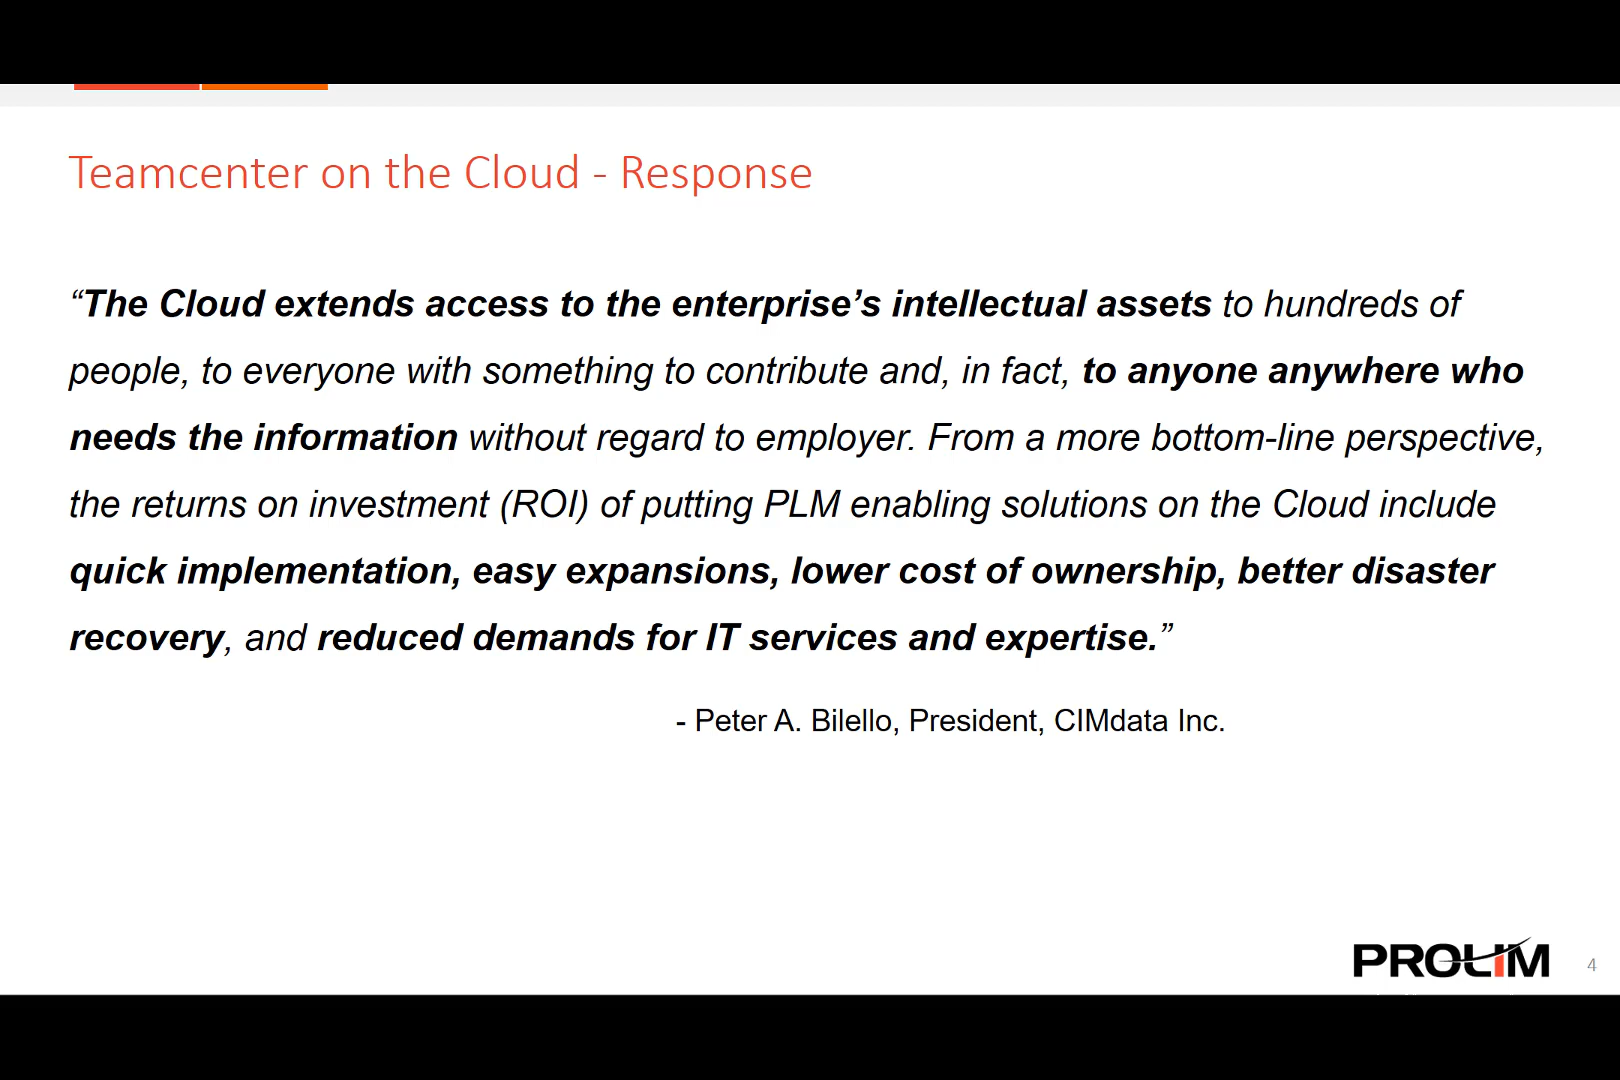 Teamcenter on the Cloud - Response
“The Cloud extends access to the enterprise’s intellectual assets to hundreds of
people, to everyone with something to contribute and, in fact, to anyone anywhere who
needs the information without regard to employer. From a more bottom-line perspective,
the returns on investment (ROI) of putting PLM enabling solutions on the Cloud include
quick implementation, easy expansions, lower cost of ownership, better disaster
recovery, and reduced demands for IT services and expertise.”
- Peter A. Bilello, President, CIMdata Inc.
PROLIM
4